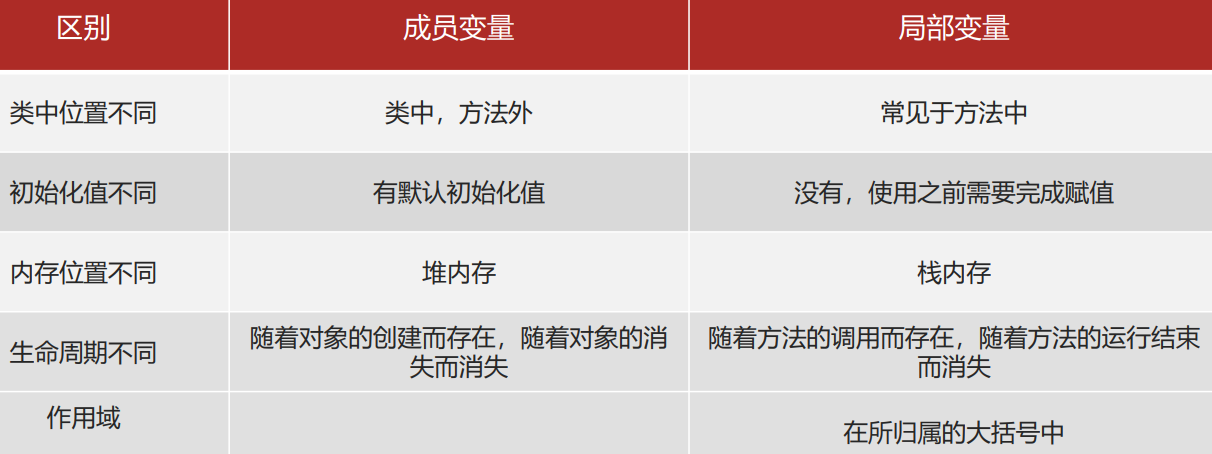 区别
成员变量
局部变量
类中位置不同
类中，方法外
常见于方法中
初始化值不同
有默认初始化值
没有，使用之前需要完成赋值
内存位置不同
堆内存
栈内存
生命周期不同
随着对象的创建而存在，随着对象的消
失而消失
随着方法的调用而存在，随着方法的运行结束
而消失
作用域
在所归属的大括号中